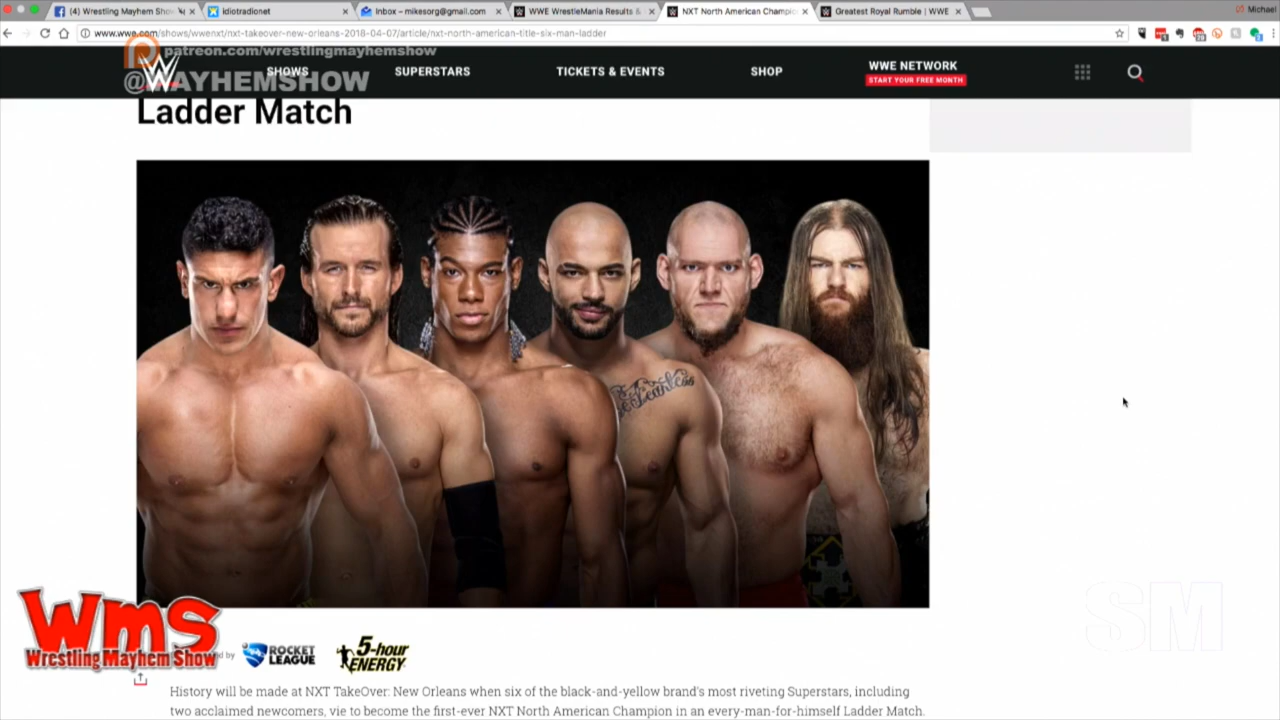 (4) Wrestling Mayhem Sho
idiotradionet
Inbox – mikesorg@gmail.com
WWE WrestleMania Results &
NXT North American Champio
Greatest Royal Rumble | WWE
Michael
www.wwe.com/shows/wwenxt/nxt-takeover-new-orleans-2018-04-07/article/nxt-north-american-title-six-man-ladder
patreon.com/wrestlingmayhemshow
@MAYHEMSHOW
SHOWS
SUPERSTARS
TICKETS & EVENTS
SHOP
WWE NETWORK
START YOUR FREE MONTH
Ladder Match
WMS
Wrestling Mayhem Show
by
ROCKET LEAGUE
5-hour ENERGY
SM
History will be made at NXT TakeOver: New Orleans when six of the black-and-yellow brand's most riveting Superstars, including
two acclaimed newcomers, vie to become the first-ever NXT North American Champion in an every-man-for-himself Ladder Match.